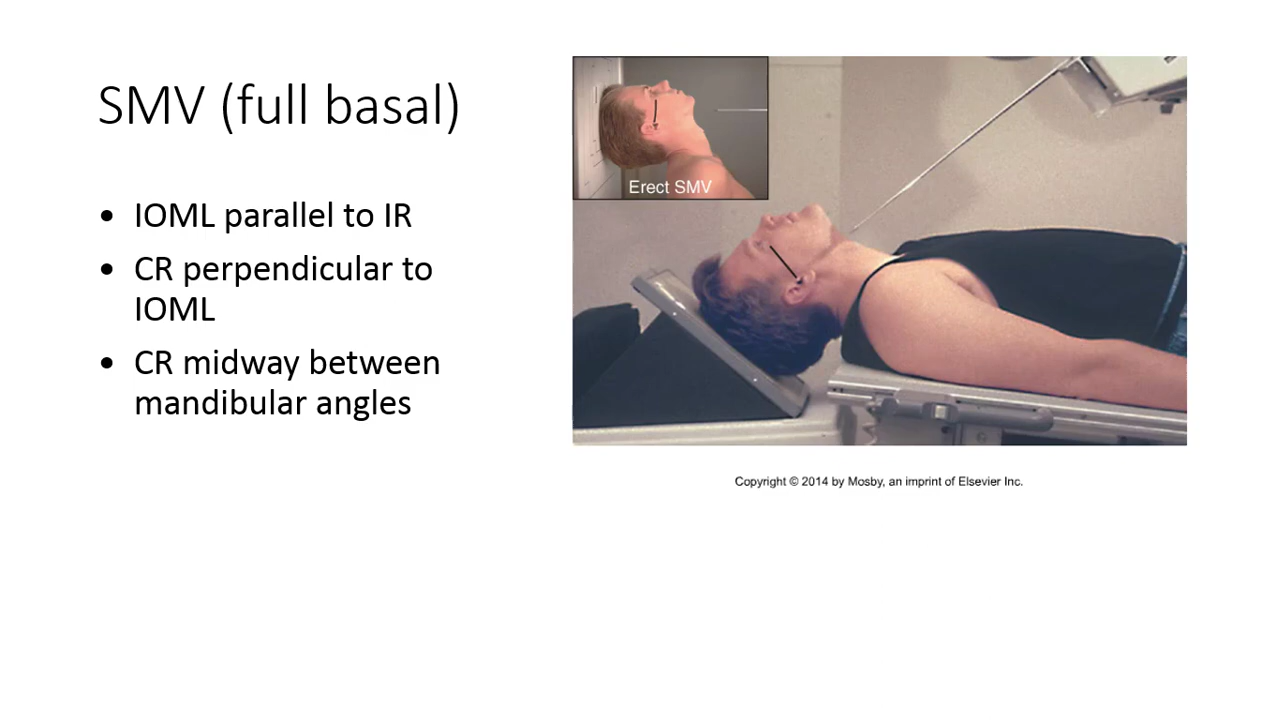 SMV (full basal)
• IOML parallel to IR
• CR perpendicular to
IOML
• CR midway between
mandibular angles
Erect SMV
Copyright © 2014 by Mosby, an imprint of Elsevier Inc.